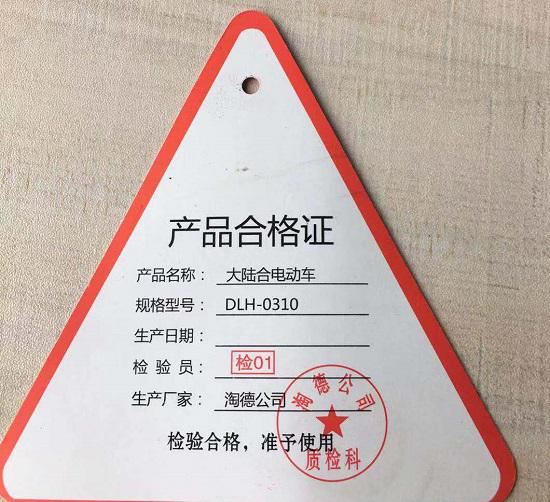 产品合格证
产品名称： 大陆合电动车
规格型号： DLH-0310
生产日期：
检 验 员： 检01
生产厂家： 淘德公司
检验合格，准予使用
淘德公司
质检科